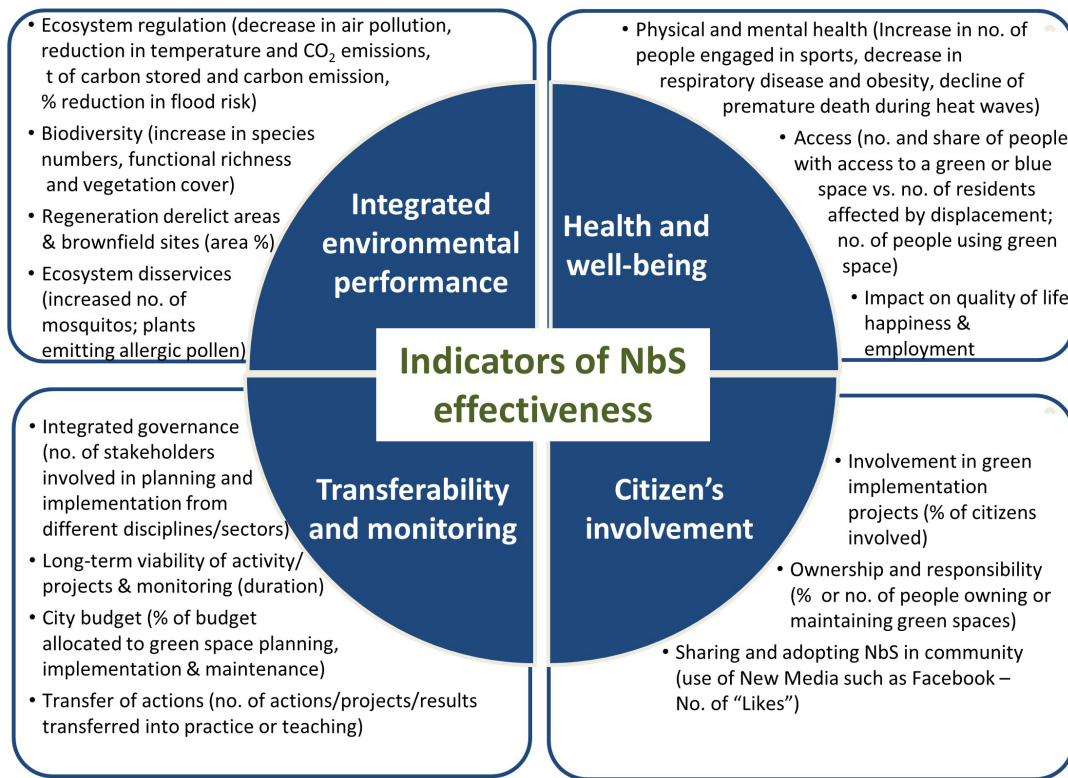 • Ecosystem regulation (decrease in air pollution,
reduction in temperature and CO₂ emissions,
t of carbon stored and carbon emission,
% reduction in flood risk)
• Biodiversity (increase in species
numbers, functional richness
and vegetation cover)
• Regeneration derelict areas
& brownfield sites (area %)
• Ecosystem disservices
(increased no. of
mosquitos; plants
emitting allergic pollen)
Integrated
environmental
performance
• Physical and mental health (Increase in no. of
people engaged in sports, decrease in
respiratory disease and obesity, decline of
premature death during heat waves)
• Access (no. and share of people
with access to a green or blue
space vs. no. of residents
affected by displacement;
no. of people using green
space)
• Impact on quality of life
happiness &
employment
Health and
well-being
Indicators of NbS
effectiveness
• Integrated governance
(no. of stakeholders
involved in planning and
implementation from
different disciplines/sectors)
• Long-term viability of activity/
projects & monitoring (duration)
• City budget (% of budget
allocated to green space planning,
implementation & maintenance)
• Transfer of actions (no. of actions/projects/results
transferred into practice or teaching)
Transferability
and monitoring
Citizen's
involvement
• Involvement in green
implementation
projects (% of citizens
involved)
• Ownership and responsibility
(% or no. of people owning or
maintaining green spaces)
• Sharing and adopting NbS in community
(use of New Media such as Facebook –
No. of “Likes”)